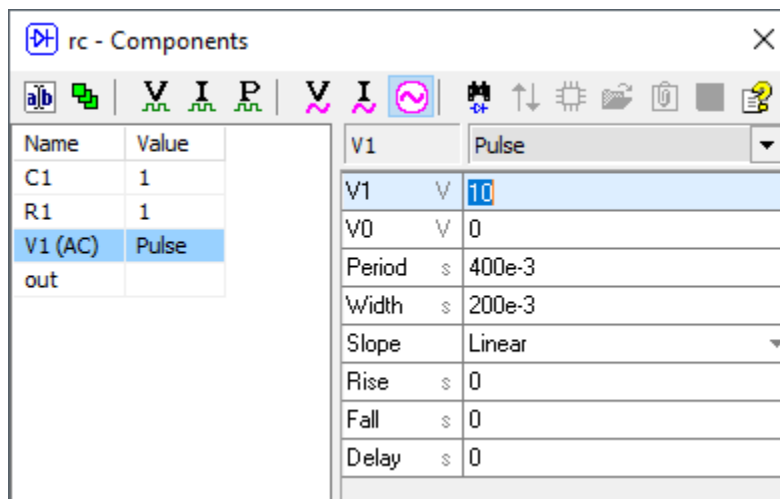 rc - Components
a|b V I P V I
Name Value
C1 1
R1 1
V1 (AC) Pulse
out
V1 Pulse
V1 V 10
V0 V 0
Period s 400e-3
Width s 200e-3
Slope Linear
Rise s 0
Fall s 0
Delay s 0